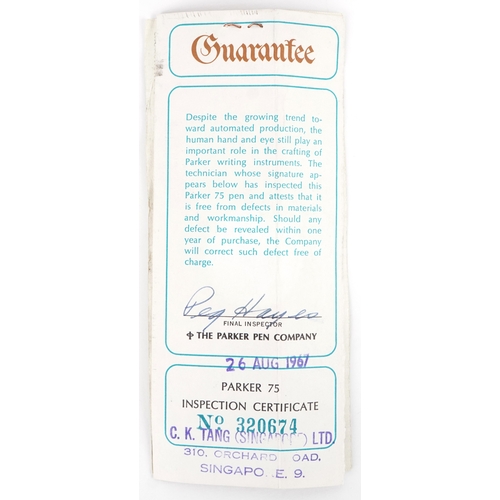 Guarantee
Despite the growing trend to-
ward automated production, the
human hand and eye still play an
important role in the crafting of
Parker writing instruments. The
technician whose signature ap-
pears below has inspected this
Parker 75 pen and attests that it
is free from defects in materials
and workmanship. Should any
defect be revealed within one
year of purchase, the Company
will correct such defect free of
charge.
Peg Hayes
FINAL INSPECTOR
THE PARKER PEN COMPANY
26 AUG 1967
PARKER 75
INSPECTION CERTIFICATE
No 320674
C. K. TANG (SINGAPORE) LTD.
310, ORCHARD ROAD,
SINGAPO E. 9.